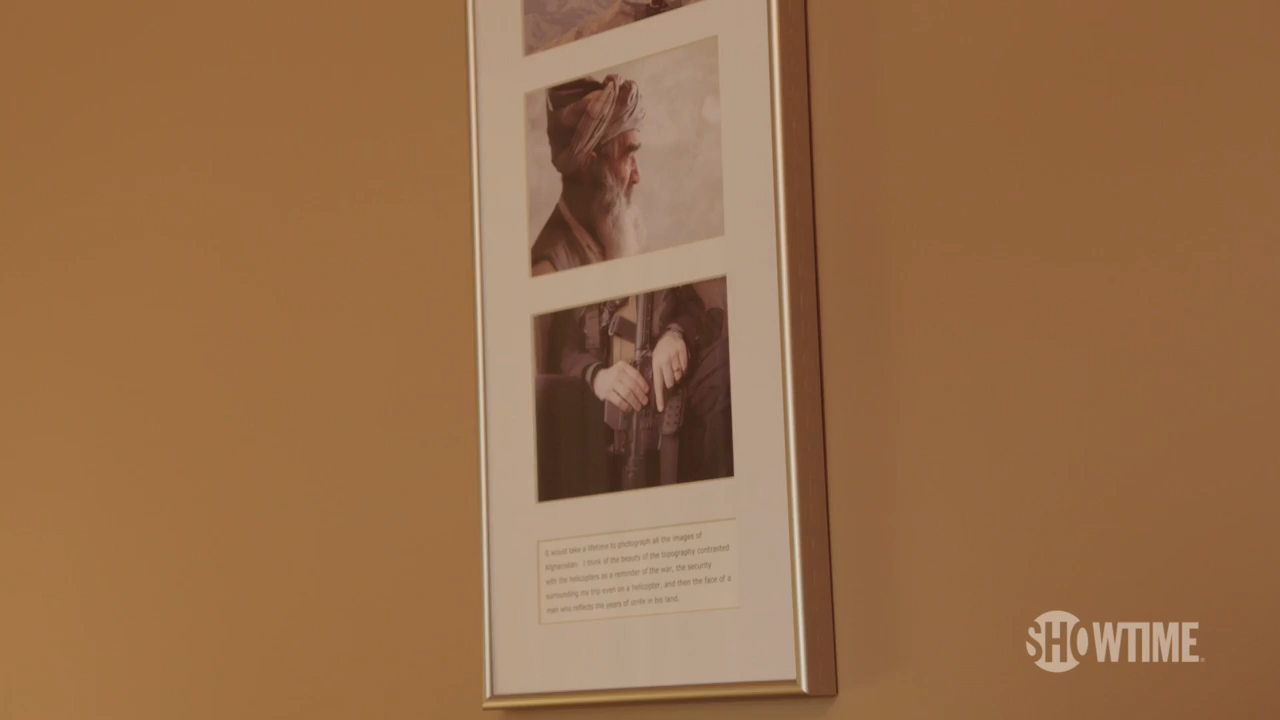 It would take a lifetime to photograph all the images of
Afghanistan. I think of the beauty of the topography contrasted
with the helicopters as a reminder of the war, the security
surrounding my trip even on a helicopter, and then the face of a
man who reflects the years of strife in his land.
SHOWTIME